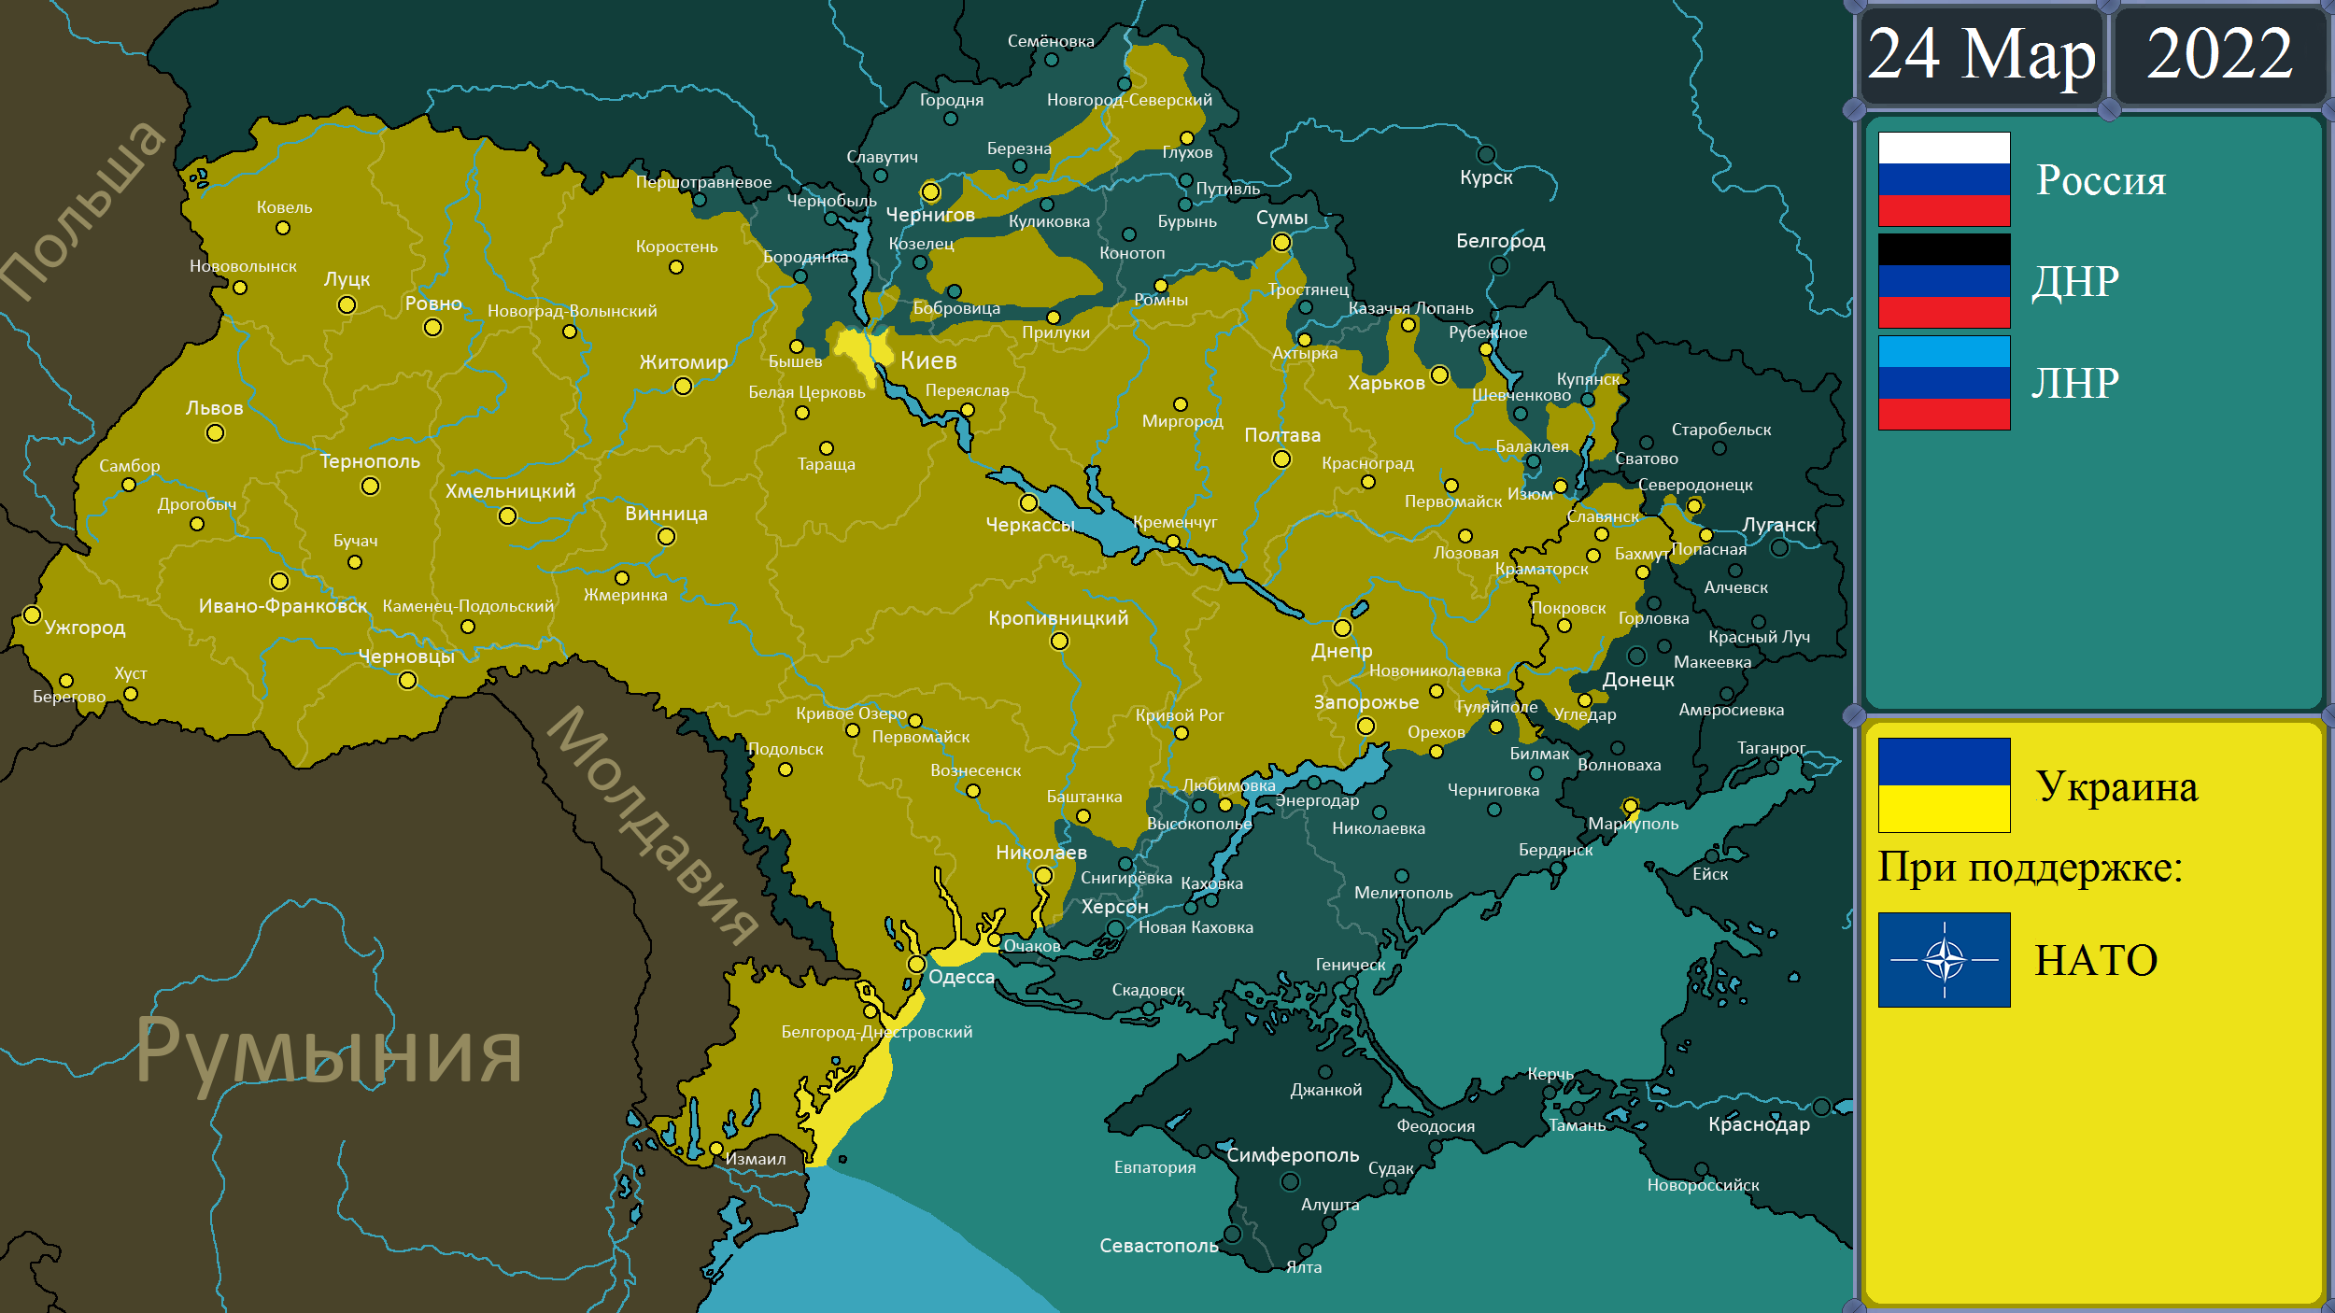 24 Мар
2022
Россия
ДНР
ЛНР
Украина
При поддержке:
НАТО
Польша
Молдавия
Румыния
Семёновка
Городня
Новгород-Северский
Славутич
Березна
Глухов
Першотравневое
Чернобыль
Чернигов
Куликовка
Путивль
Бурынь
Сумы
Курск
Ковель
Коростень
Бородянка
Козелец
Конотоп
Белгород
Нововолынск
Луцк
Ровно
Новоград-Волынский
Бобровица
Прилуки
Ромны
Тростянец
Казачья Лопань
Рубежное
Житомир
Бышев
Киев
Ахтырка
Харьков
Шевченково
Купянск
Львов
Белая Церковь
Переяслав
Миргород
Полтава
Балаклея
Старобельск
Сватово
Самбор
Тернополь
Тараща
Красноград
Дрогобыч
Хмельницкий
Винница
Черкассы
Кременчуг
Первомайск
Изюм
Северодонецк
Славянск
Луганск
Бучач
Лозовая
Краматорск
Бахмут
Попасная
Алчевск
Ивано-Франковск
Каменец-Подольский
Жмеринка
Кропивницкий
Днепр
Покровск
Горловка
Красный Луч
Ужгород
Черновцы
Макеевка
Берегово
Хуст
Новониколаевка
Донецк
Кривое Озеро
Первомайск
Кривой Рог
Запорожье
Гуляйполе
Угледар
Амвросиевка
Подольск
Орехов
Билмак
Волноваха
Таганрог
Вознесенск
Баштанка
Любимовка
Энергодар
Черниговка
Высокополье
Николаевка
Мариуполь
Николаев
Снигирёвка
Каховка
Мелитополь
Бердянск
Ейск
Херсон
Новая Каховка
Очаков
Одесса
Скадовск
Геническ
Белгород-Днестровский
Джанкой
Керчь
Измаил
Евпатория
Симферополь
Феодосия
Тамань
Краснодар
Судак
Алушта
Новороссийск
Севастополь
Ялта